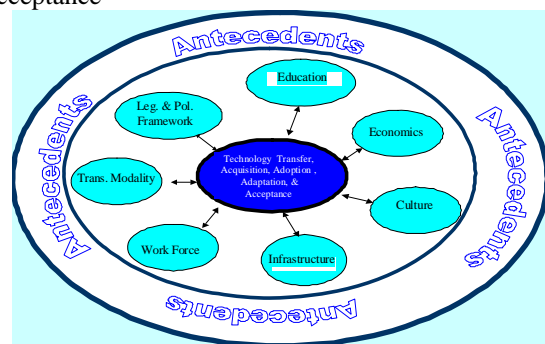 cceptance
Antecedents
Education
Leg. & Pol.
Framework
Economics
Antecedents
Antecedents
Technology Transfer,
Acquisition, Adoption ,
Adaptation, &
Acceptance
Trans. Modality
Culture
Work Force
Infrastructure
Antecedents